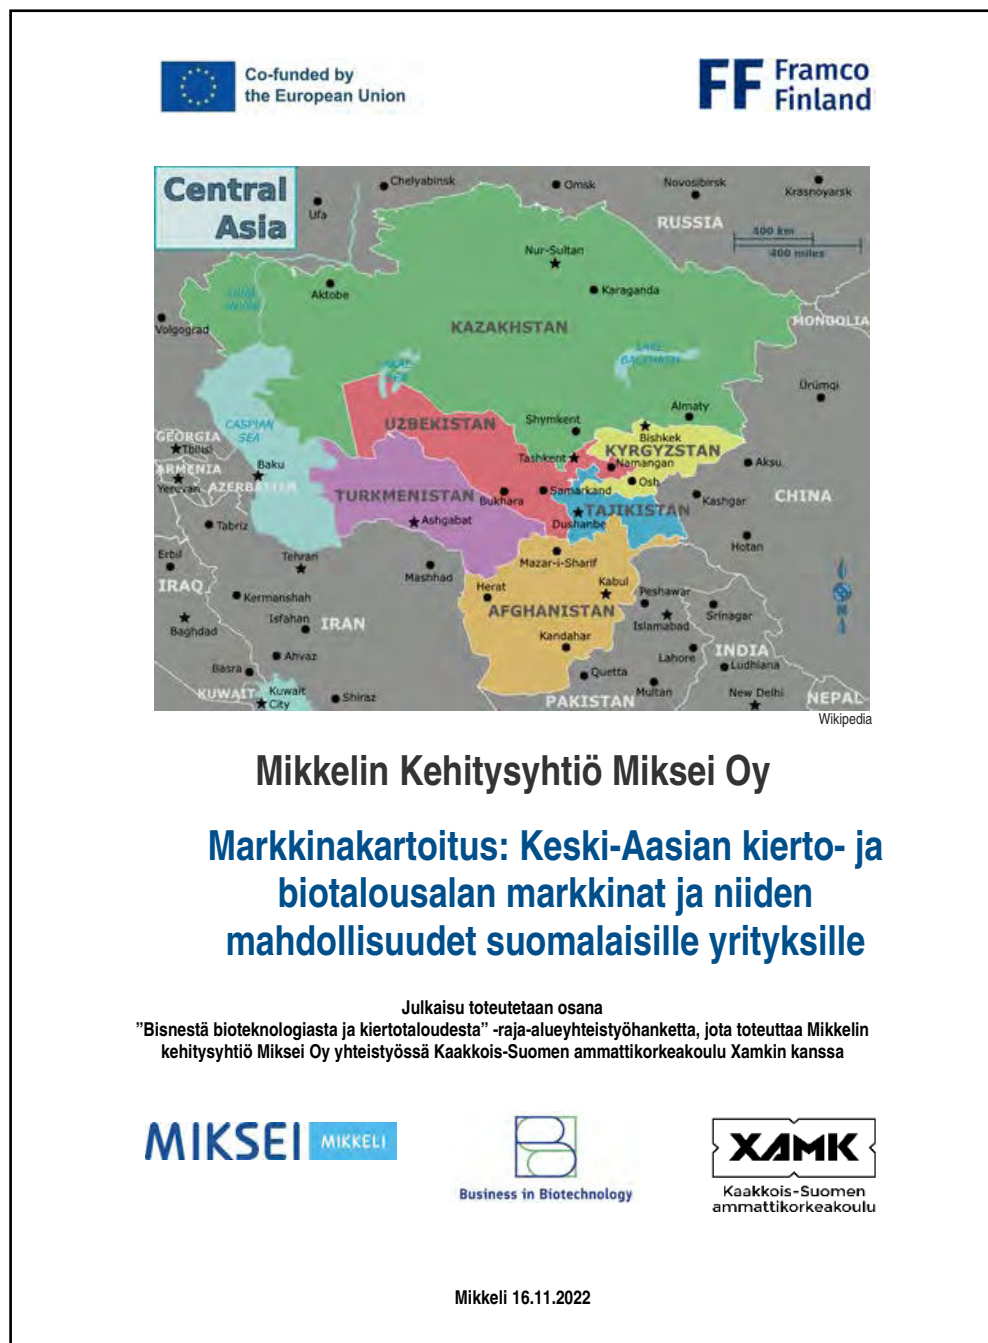 Co-funded by
the European Union
FF Framco
Finland
Central
Asia
Chelyabinsk
Omsk
Novosibirsk
Krasnoyarsk
Ufa
RUSSIA
400 km
400 miles
Nur-Sultan
Aktobe
Karaganda
Volgograd
KAZAKHSTAN
MONGOLIA
ARAL
SEA
LAKE
BALKHASH
Ürümqi
Almaty
CASPIAN
SEA
UZBEKISTAN
Shymkent
Bishkek
GEORGIA
Tbilisi
KYRGYZSTAN
Tashkent
Namangan
Aksu
ARMENIA
Baku
Yerevan
AZERBAIJAN
TURKMENISTAN
Bukhara
Samarkand
Osh
Kashgar
CHINA
TAJIKISTAN
Ashgabat
Dushanbe
Tabriz
Hotan
Erbil
Tehran
Mashhad
Mazar-i-Sharif
IRAQ
Herat
Kabul
Peshawar
Kermanshah
AFGHANISTAN
Isfahan
IRAN
Islamabad
Srinagar
Baghdad
Kandahar
INDIA
Ahvaz
Lahore
Ludhiana
Basra
Quetta
KUWAIT
Kuwait
City
Shiraz
Multan
New Delhi
PAKISTAN
NEPAL
N
Wikipedia
Mikkelin Kehitysyhtiö Miksei Oy
Markkinakartoitus: Keski-Aasian kierto- ja
biotalousalan markkinat ja niiden
mahdollisuudet suomalaisille yrityksille
Julkaisu toteutetaan osana
”Bisnestä bioteknologiasta ja kiertotaloudesta” -raja-alueyhteistyöhanketta, jota toteuttaa Mikkelin
kehitysyhtiö Miksei Oy yhteistyössä Kaakkois-Suomen ammattikorkeakoulu Xamkin kanssa
MIKSEI MIKKELI
Business in Biotechnology
XAMK
Kaakkois-Suomen
ammattikorkeakoulu
Mikkeli 16.11.2022